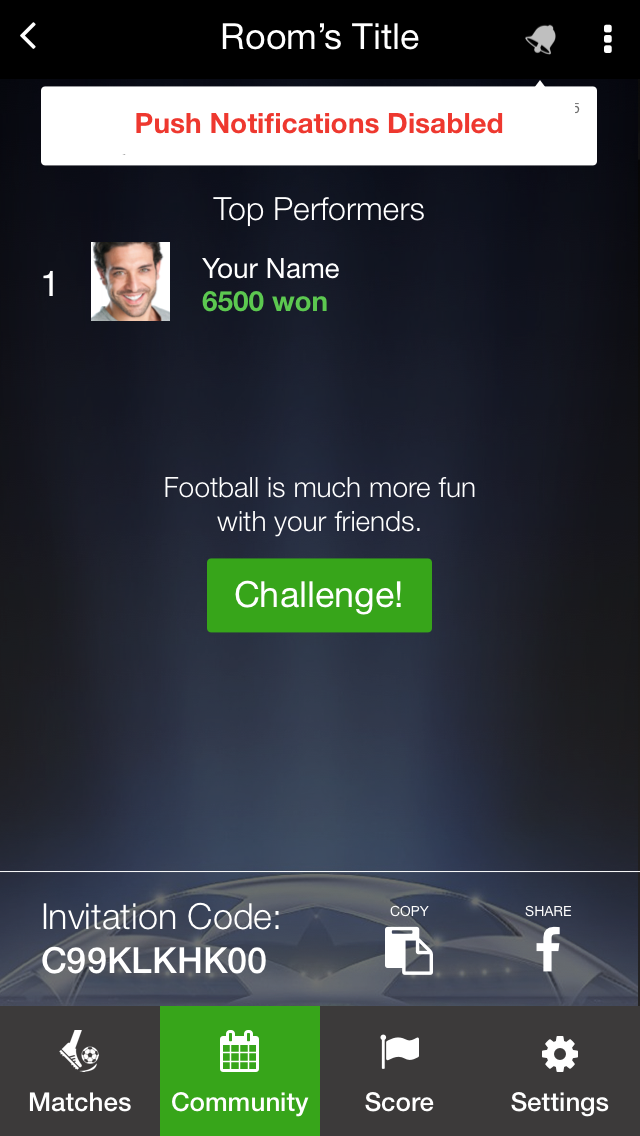 Room’s Title
5
Push Notifications Disabled
Top Performers
1
Your Name
6500 won
Football is much more fun
with your friends.
Challenge!
Invitation Code:
C99KLKHK00
COPY
SHARE
Matches
Community
Score
Settings